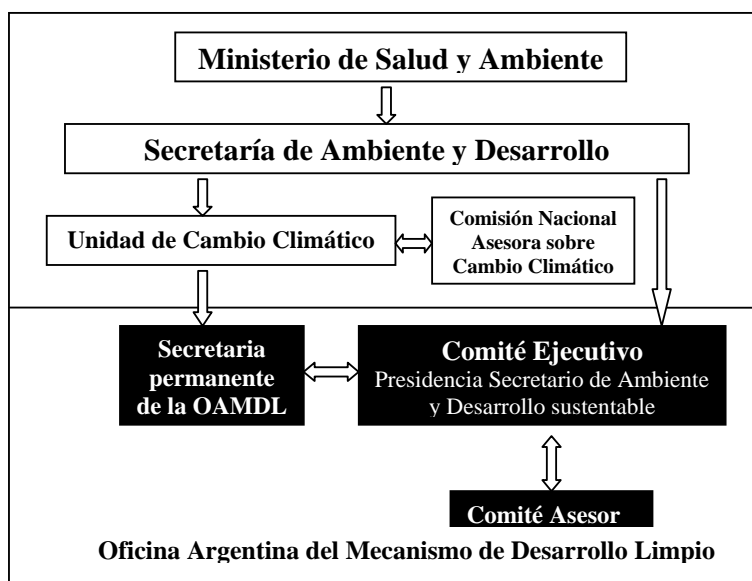 Ministerio de Salud y Ambiente
Secretaría de Ambiente y Desarrollo
Unidad de Cambio Climático
Comisión Nacional
Asesora sobre
Cambio Climático
Secretaria
permanente
de la OAMDL
Comité Ejecutivo
Presidencia Secretario de Ambiente
y Desarrollo sustentable
Comité Asesor
Oficina Argentina del Mecanismo de Desarrollo Limpio